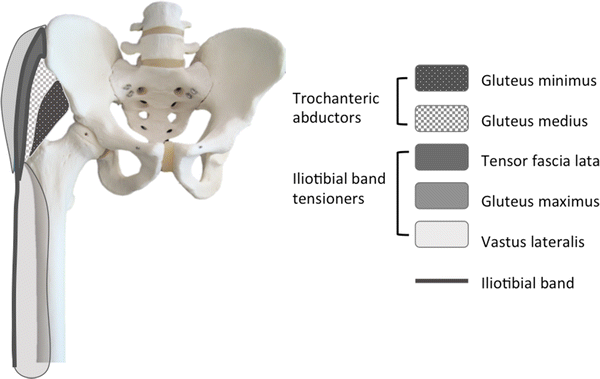 Trochanteric
abductors
Gluteus minimus
Gluteus medius
Iliotibial band
tensioners
Tensor fascia lata
Gluteus maximus
Vastus lateralis
Iliotibial band